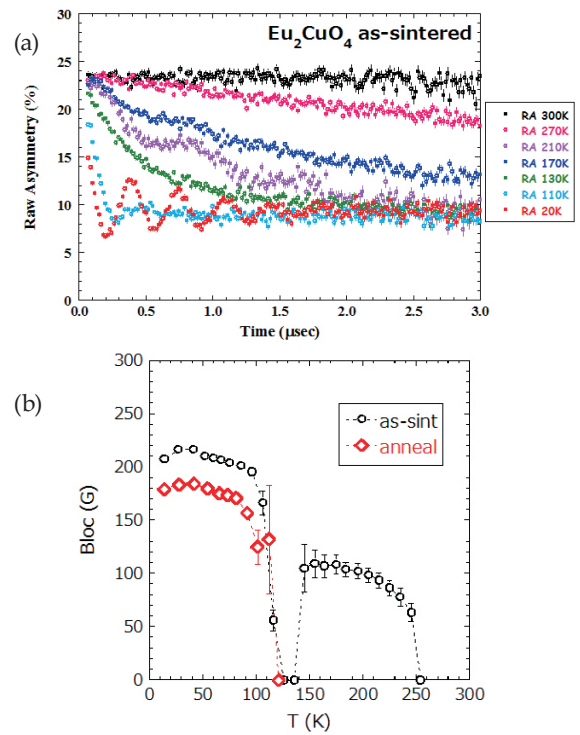 (a)
Eu₂CuO₄ as-sintered
Raw Asymmetry (%)
30
25
20
15
10
5
0
0.0 0.5 1.0 1.5 2.0 2.5 3.0
Time (μsec)
RA 300K
RA 270K
RA 210K
RA 170K
RA 130K
RA 110K
RA 20K
(b)
Bloc (G)
300
250
200
150
100
50
0
0 50 100 150 200 250 300
T (K)
as-sint
anneal